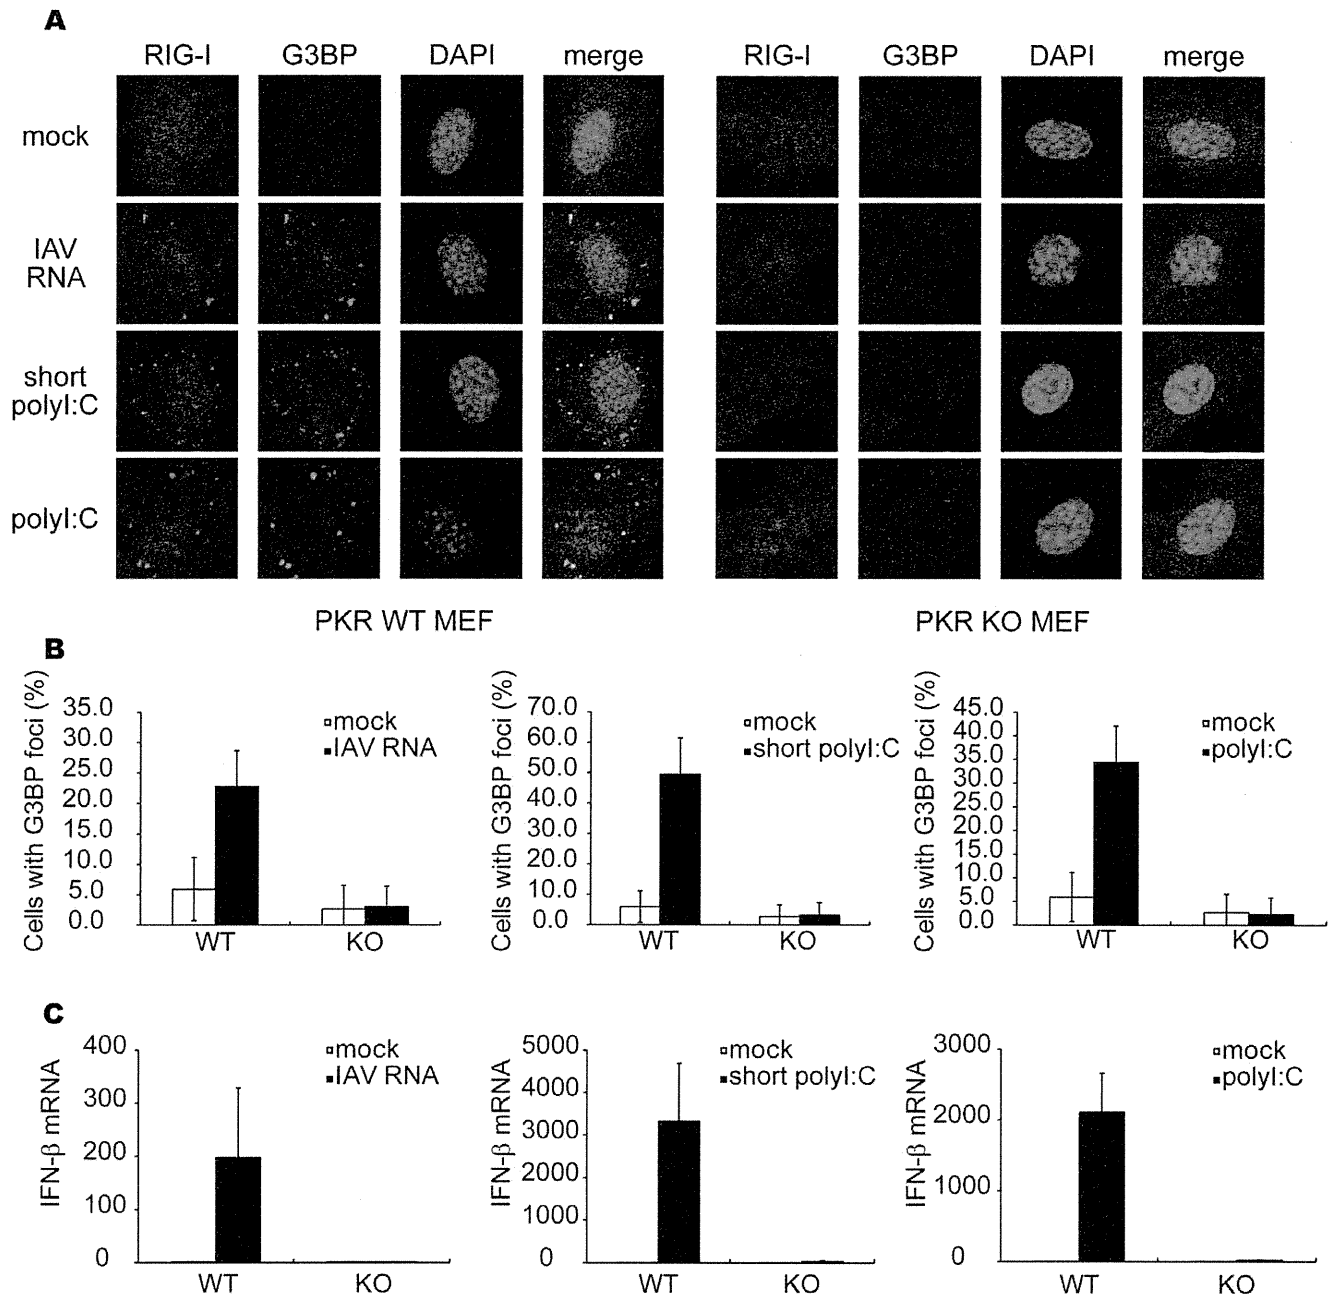 A
RIG-I G3BP DAPI merge RIG-I G3BP DAPI merge
mock
IAV
RNA
short
polyI:C
polyI:C
PKR WT MEF PKR KO MEF
B
Cells with G3BP foci (%)
35.0
30.0
25.0
20.0
15.0
10.0
5.0
0.0
mock
IAV RNA
WT KO
Cells with G3BP foci (%)
70.0
60.0
50.0
40.0
30.0
20.0
10.0
0.0
mock
short polyI:C
WT KO
Cells with G3BP foci (%)
45.0
40.0
35.0
30.0
25.0
20.0
15.0
10.0
5.0
0.0
mock
polyI:C
WT KO
C
IFN-β mRNA
400
300
200
100
0
mock
IAV RNA
WT KO
IFN-β mRNA
5000
4000
3000
2000
1000
0
mock
short polyI:C
WT KO
IFN-β mRNA
3000
2000
1000
0
mock
polyI:C
WT KO